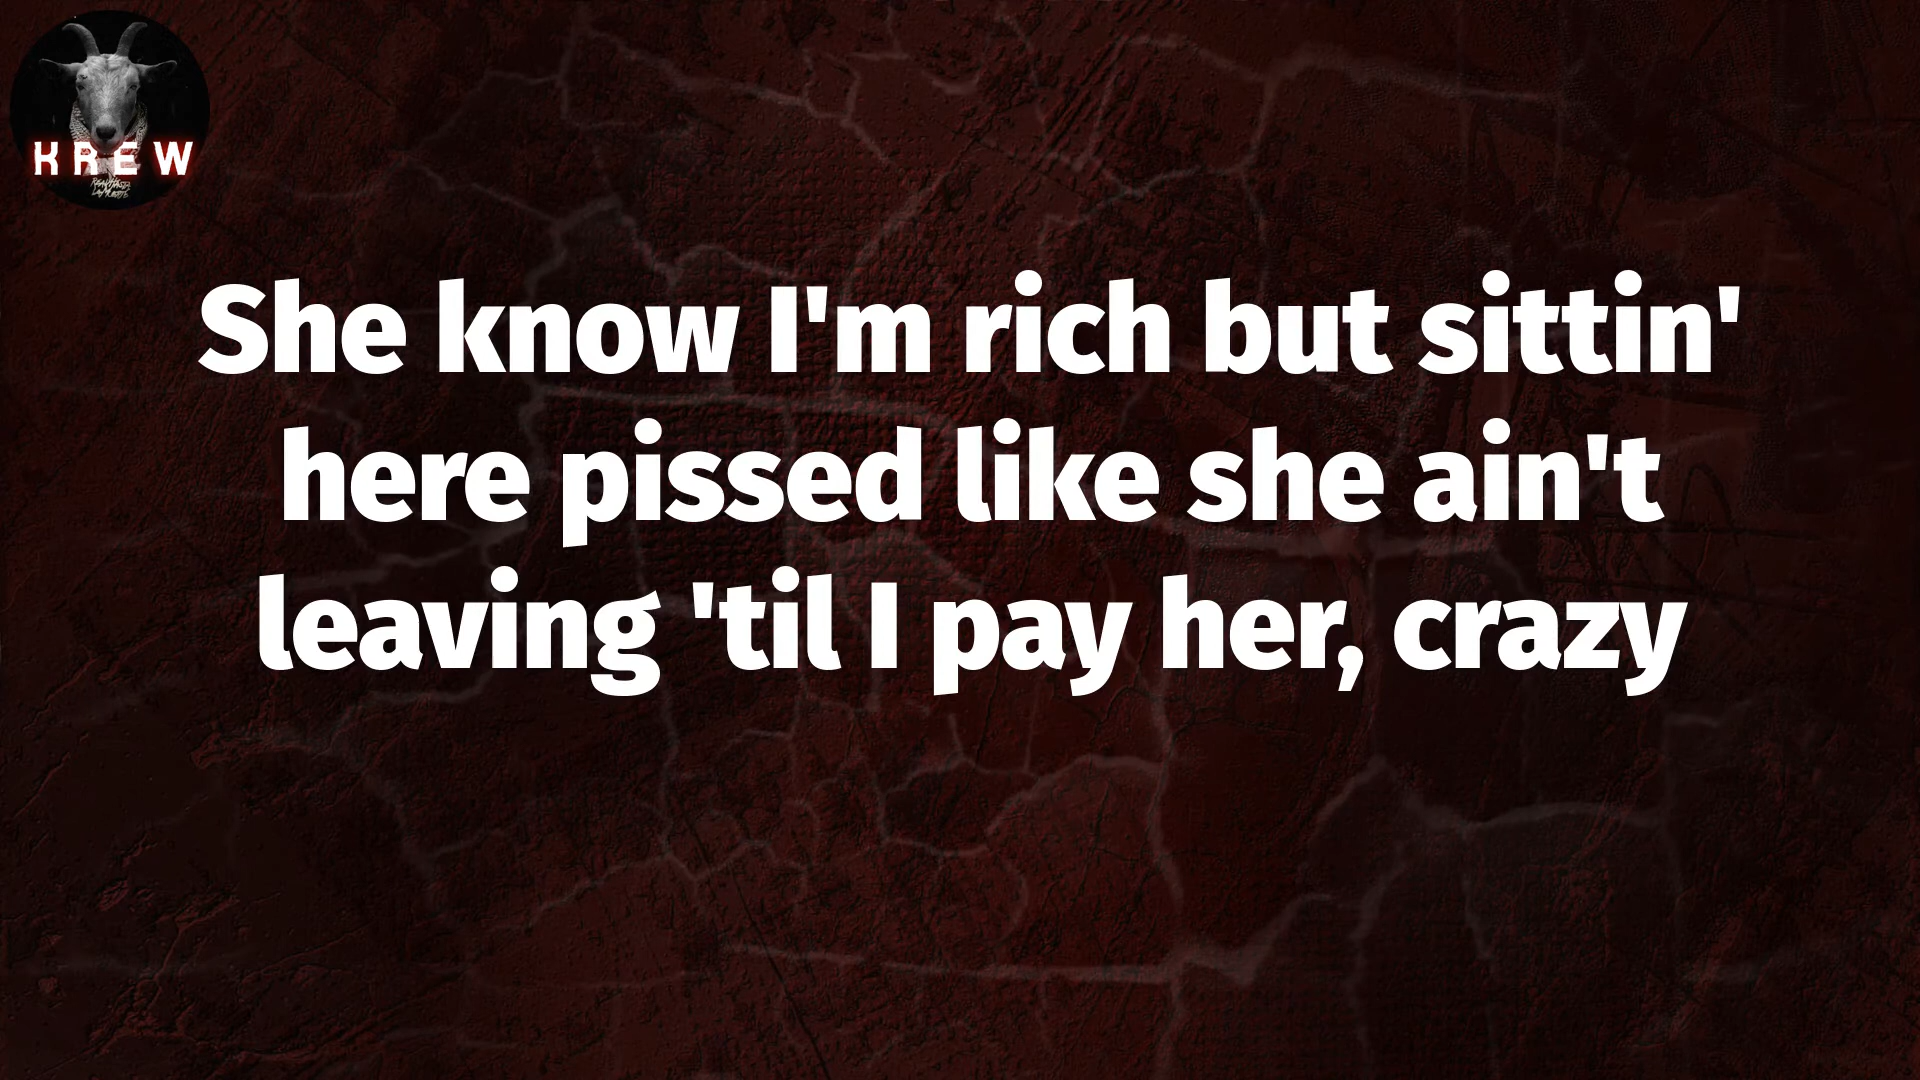 KREW
She know I'm rich but sittin'
here pissed like she ain't
leaving 'til I pay her, crazy